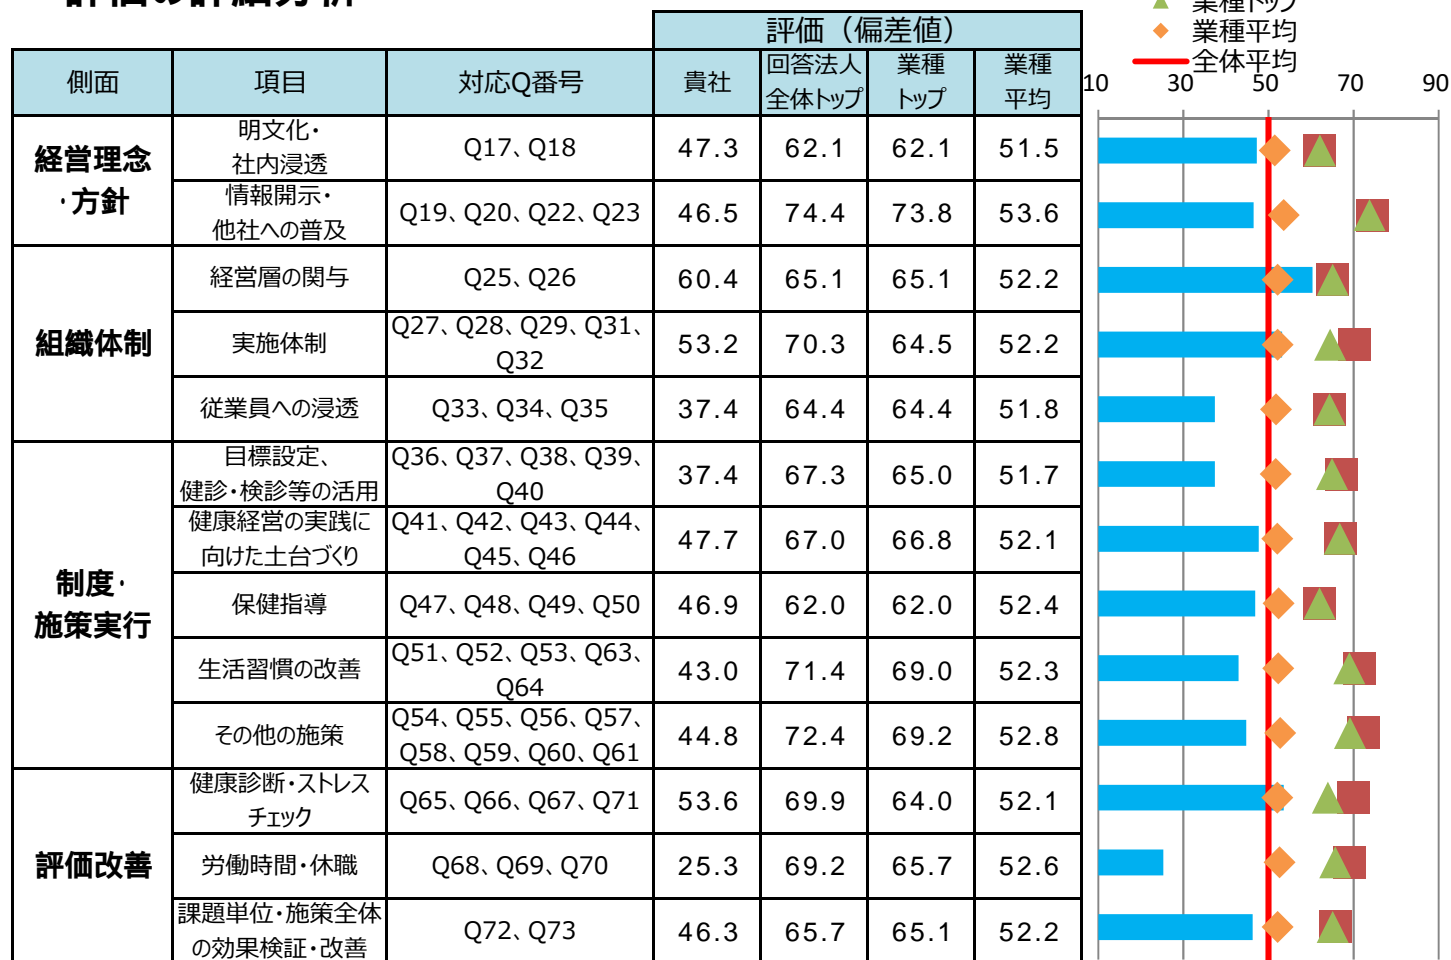 業種トップ
業種平均
全体平均
評価（偏差値）
側面 項目 対応Q番号 貴社 回答法人 業種 業種
全体トップ トップ 平均
10 30 50 70 90
経営理念
・方針
明文化・
社内浸透
Q17、Q18 47.3 62.1 62.1 51.5
情報開示・
他社への普及
Q19、Q20、Q22、Q23 46.5 74.4 73.8 53.6
組織体制
経営層の関与 Q25、Q26 60.4 65.1 65.1 52.2
実施体制
Q27、Q28、Q29、Q31、
Q32
53.2 70.3 64.5 52.2
従業員への浸透 Q33、Q34、Q35 37.4 64.4 64.4 51.8
制度・
施策実行
目標設定、
健診・検診等の活用
Q36、Q37、Q38、Q39、
Q40
37.4 67.3 65.0 51.7
健康経営の実践に
向けた土台づくり
Q41、Q42、Q43、Q44、
Q45、Q46
47.7 67.0 66.8 52.1
保健指導 Q47、Q48、Q49、Q50 46.9 62.0 62.0 52.4
生活習慣の改善
Q51、Q52、Q53、Q63、
Q64
43.0 71.4 69.0 52.3
その他の施策
Q54、Q55、Q56、Q57、
Q58、Q59、Q60、Q61
44.8 72.4 69.2 52.8
評価改善
健康診断・ストレス
チェック
Q65、Q66、Q67、Q71 53.6 69.9 64.0 52.1
労働時間・休職 Q68、Q69、Q70 25.3 69.2 65.7 52.6
課題単位・施策全体
の効果検証・改善
Q72、Q73 46.3 65.7 65.1 52.2